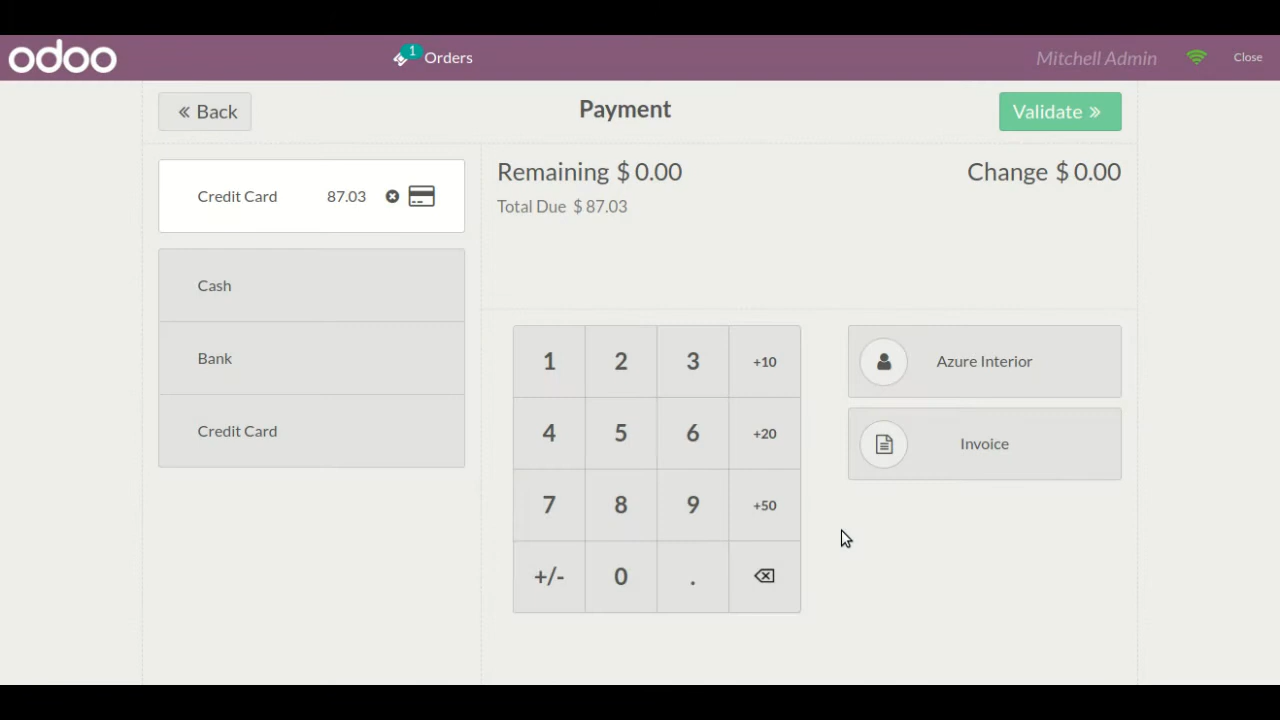 odoo
1 Orders
Mitchell Admin
Close
« Back
Payment
Validate »
Credit Card 87.03
Remaining $ 0.00
Change $ 0.00
Total Due $ 87.03
Cash
Bank
Credit Card
1 2 3 +10
4 5 6 +20
7 8 9 +50
+/- 0 .
Azure Interior
Invoice